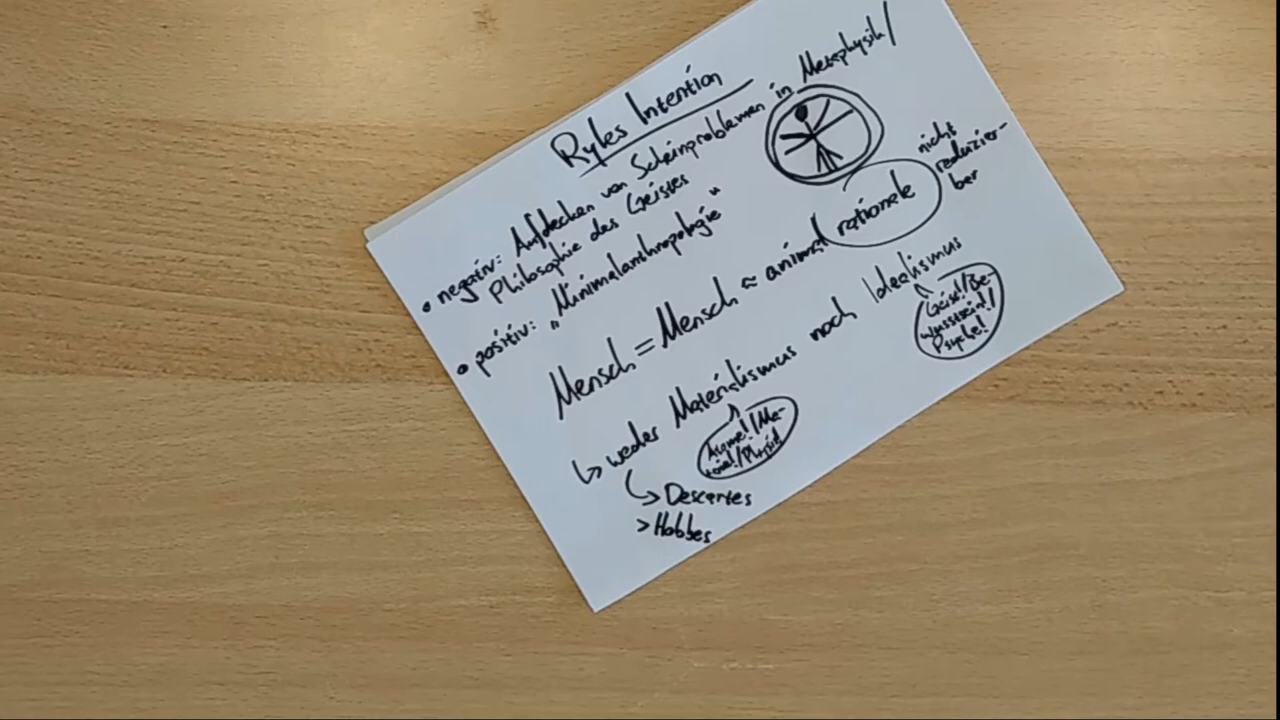 Ryles Intention
• negativ: Aufdecken von Scheinproblemen in Metaphysik/
Philosophie des Geistes
• positiv: „Minimalanthropologie“
Mensch = Mensch ≈ animal rationale
nicht
reduzier-
bar
↳ weder Materialismus noch Idealismus
Geist!/Be-
wusstsein!/
Psyche!
Atome!/Ma-
terie!/Physis!
↳ Descartes
> Hobbes